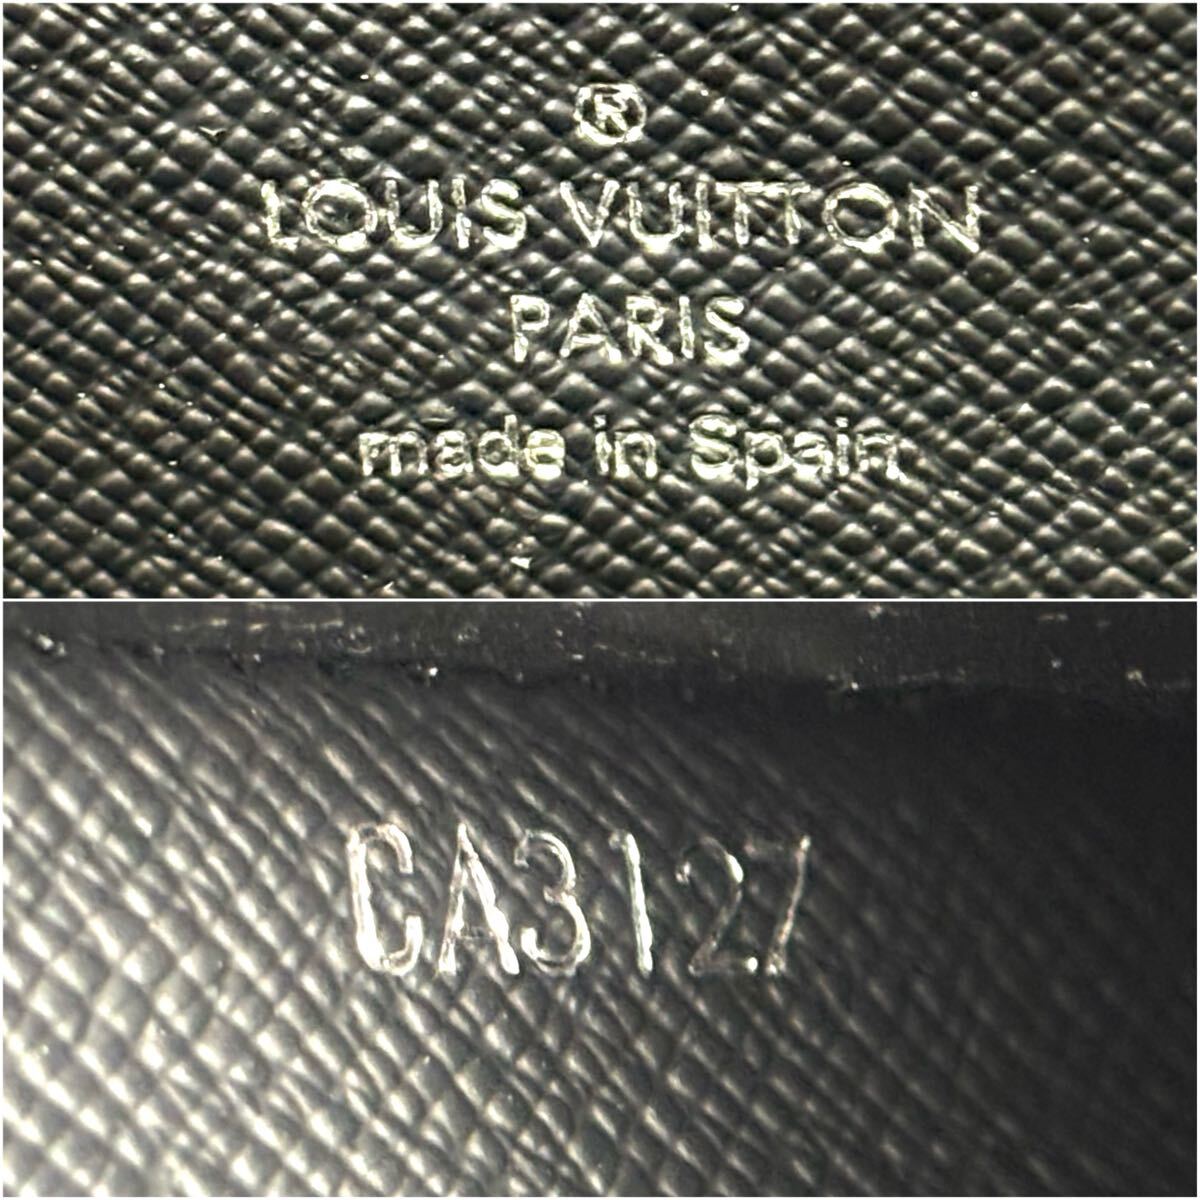 ®
LOUIS VUITTON
PARIS
made in Spain
CA3127